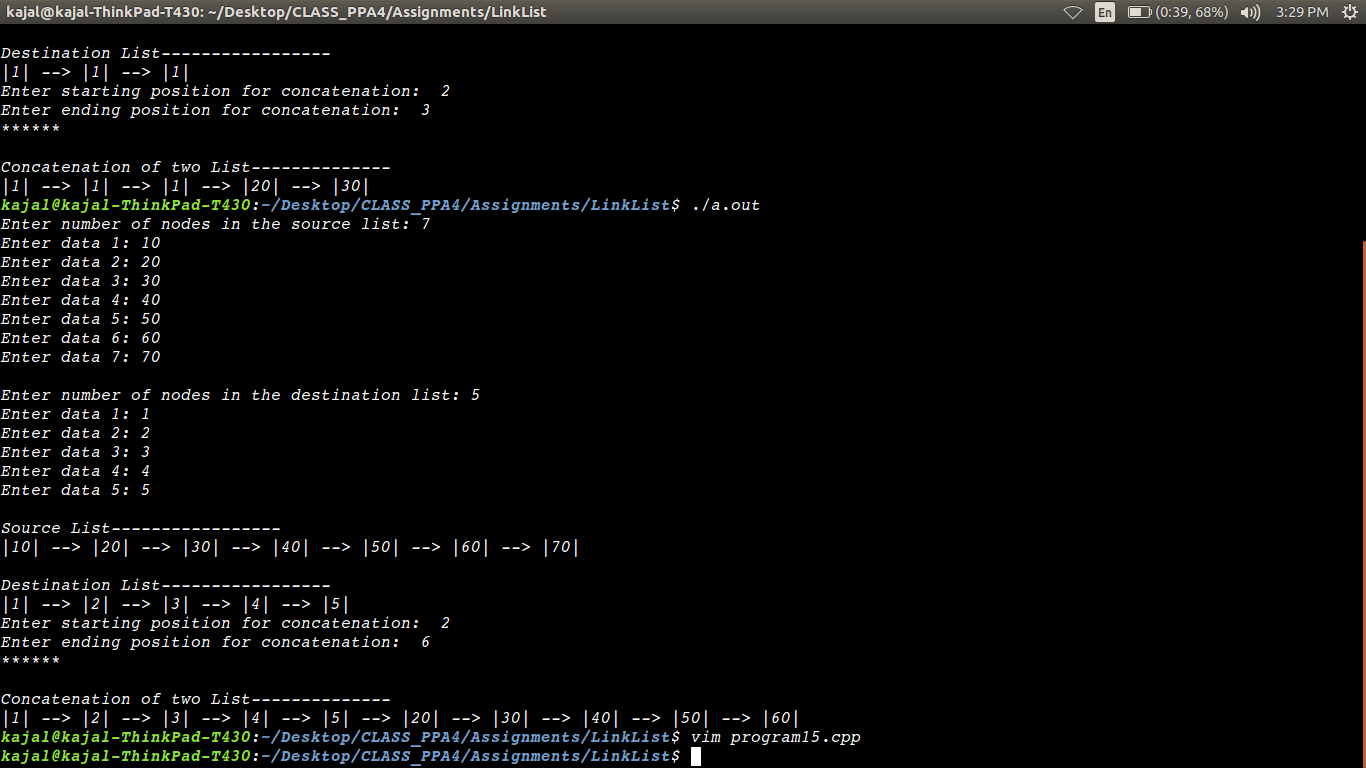 kajal@kajal-ThinkPad-T430: ~/Desktop/CLASS_PPA4/Assignments/LinkList En (0:39, 68%) 3:29 PM
Destination List-----------------
|1| --> |1| --> |1|
Enter starting position for concatenation:  2
Enter ending position for concatenation:  3
******
Concatenation of two List--------------
|1| --> |1| --> |1| --> |20| --> |30|
kajal@kajal-ThinkPad-T430:~/Desktop/CLASS_PPA4/Assignments/LinkList$ ./a.out
Enter number of nodes in the source list: 7
Enter data 1: 10
Enter data 2: 20
Enter data 3: 30
Enter data 4: 40
Enter data 5: 50
Enter data 6: 60
Enter data 7: 70
Enter number of nodes in the destination list: 5
Enter data 1: 1
Enter data 2: 2
Enter data 3: 3
Enter data 4: 4
Enter data 5: 5
Source List-----------------
|10| --> |20| --> |30| --> |40| --> |50| --> |60| --> |70|
Destination List-----------------
|1| --> |2| --> |3| --> |4| --> |5|
Enter starting position for concatenation:  2
Enter ending position for concatenation:  6
******
Concatenation of two List--------------
|1| --> |2| --> |3| --> |4| --> |5| --> |20| --> |30| --> |40| --> |50| --> |60|
kajal@kajal-ThinkPad-T430:~/Desktop/CLASS_PPA4/Assignments/LinkList$ vim program15.cpp
kajal@kajal-ThinkPad-T430:~/Desktop/CLASS_PPA4/Assignments/LinkList$